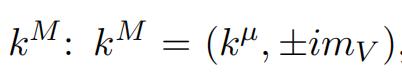 k^M: k^M = (k^μ, ±im_V),